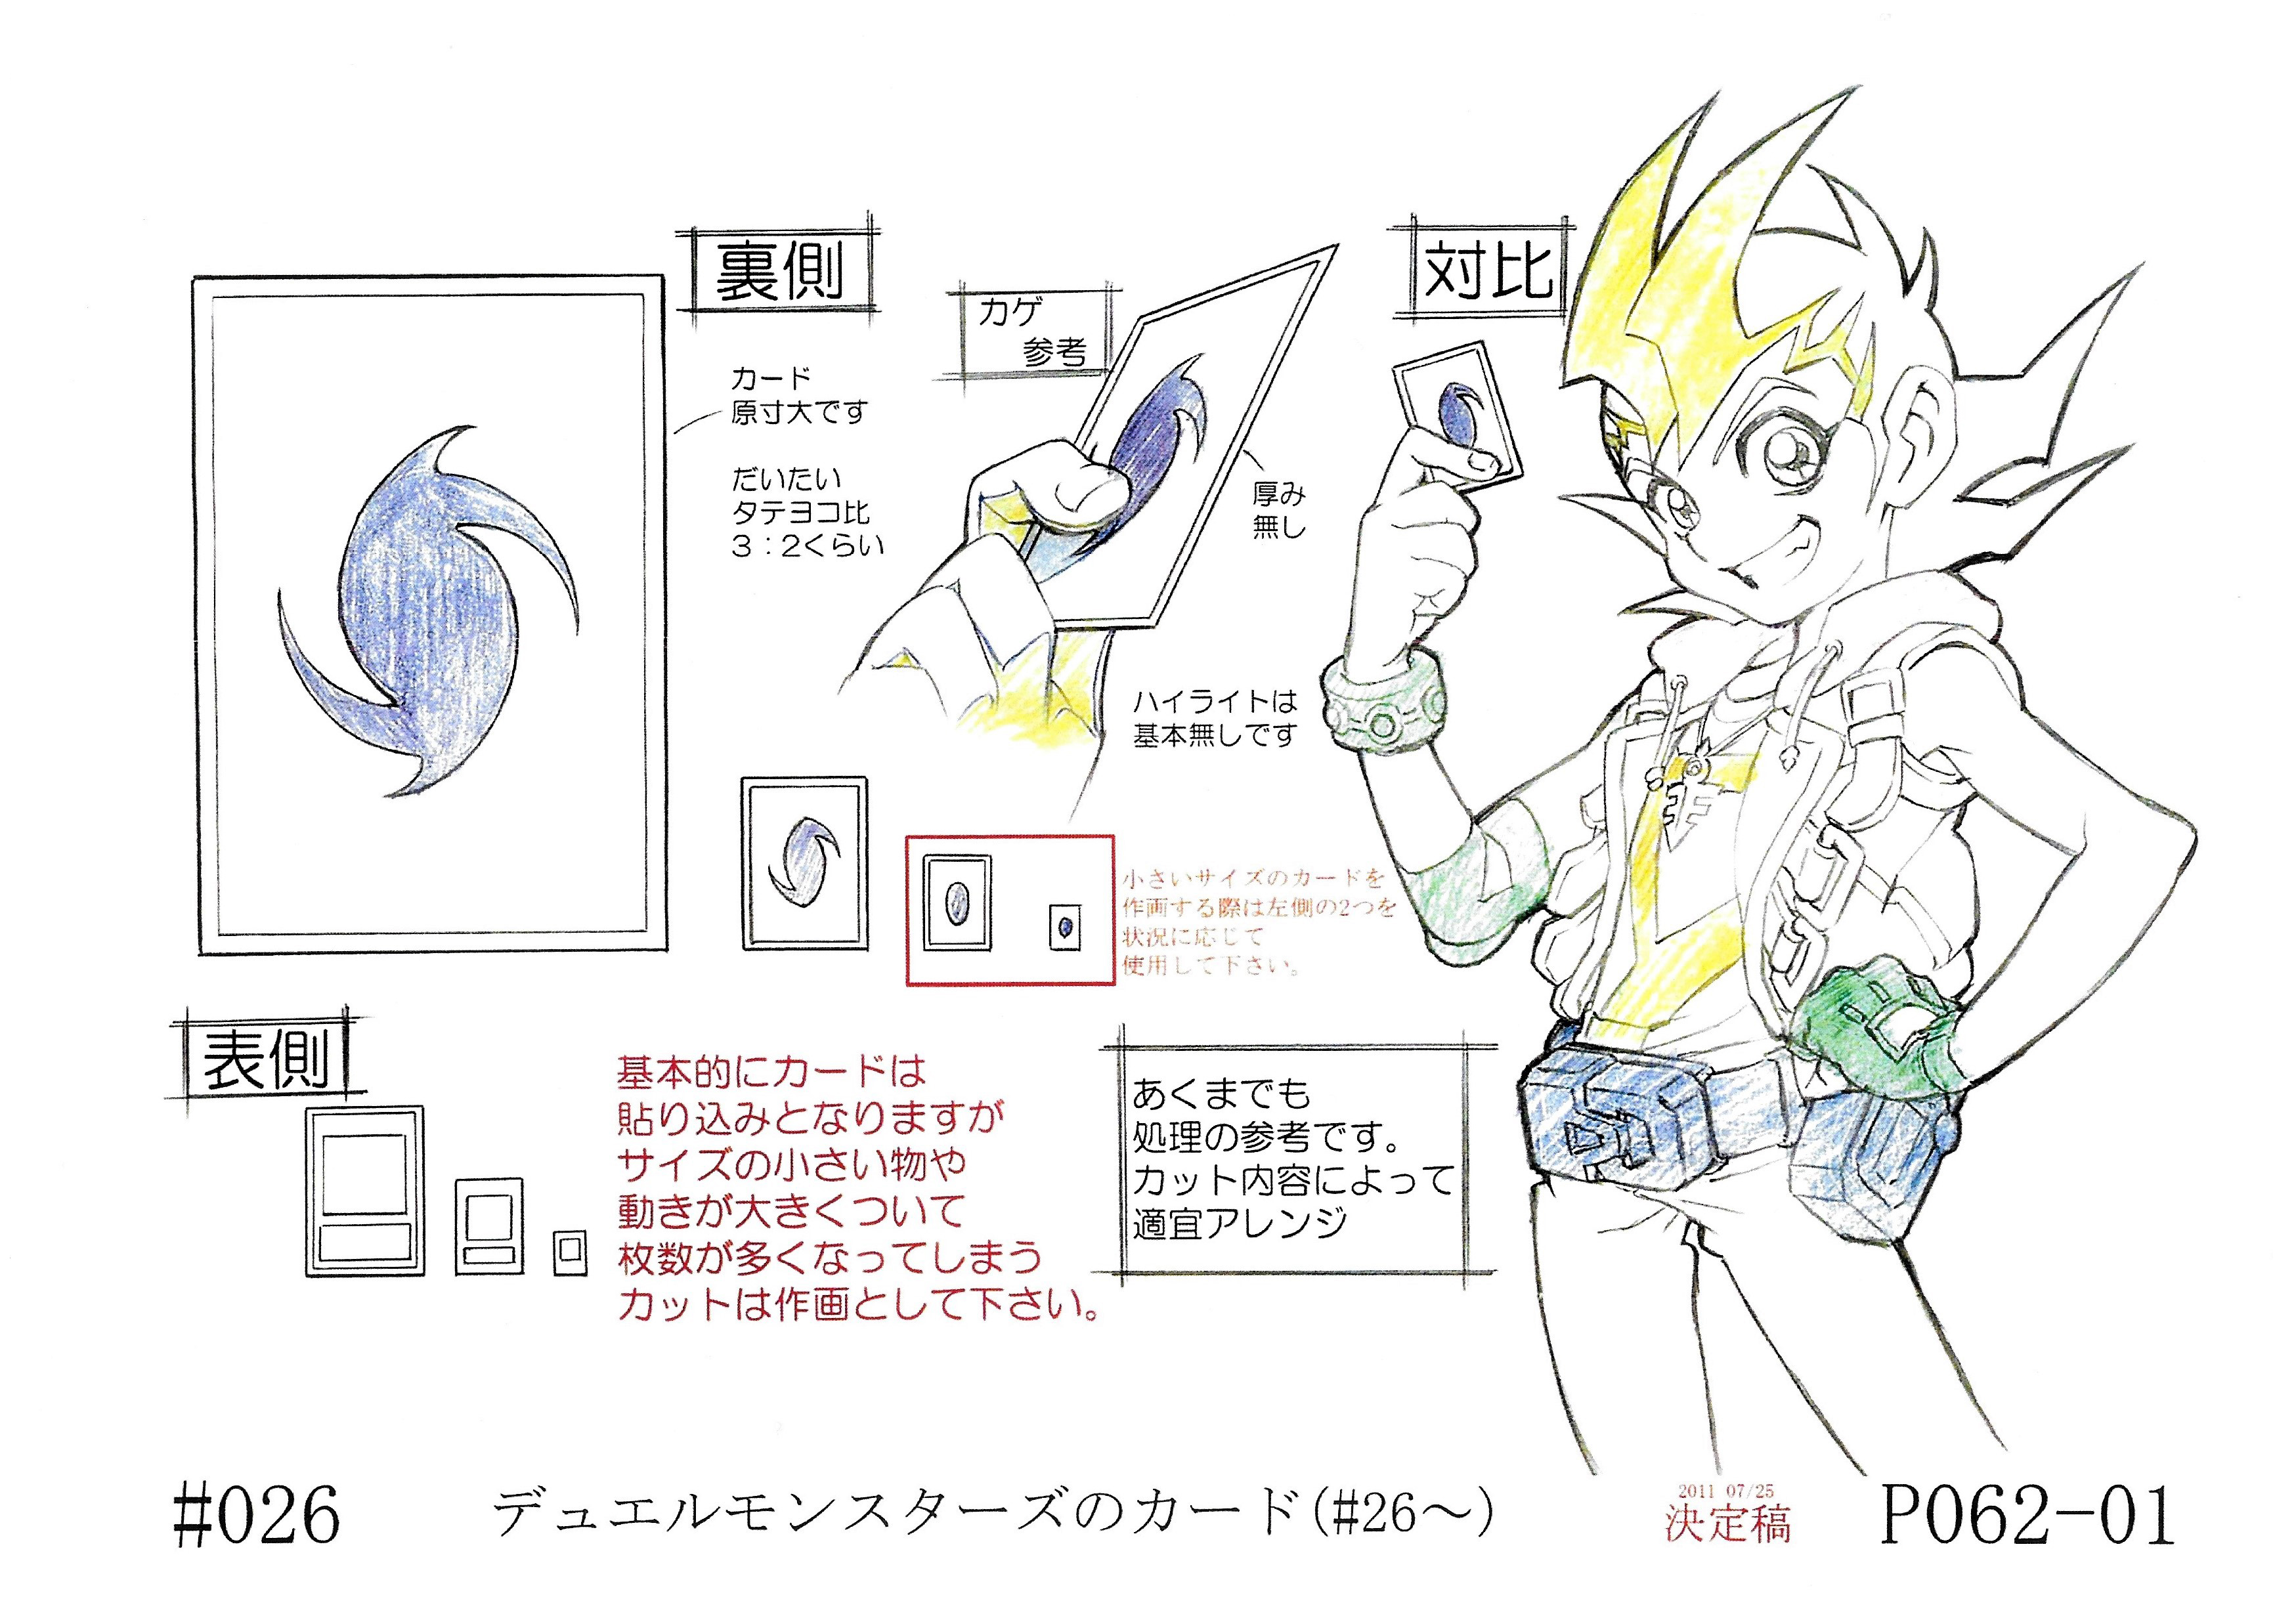 裏側
カード
原寸大です
だいたい
タテヨコ比
3：2くらい
カゲ
参考
厚み
無し
ハイライトは
基本無しです
対比
小さいサイズのカードを
作画する際は左側の2つを
状況に応じて
使用して下さい。
表側
基本的にカードは
貼り込みとなりますが
サイズの小さい物や
動きが大きくついて
枚数が多くなってしまう
カットは作画として下さい。
あくまでも
処理の参考です。
カット内容によって
適宜アレンジ
#026
デュエルモンスターズのカード(#26～)
2011 07/25
決定稿
P062-01